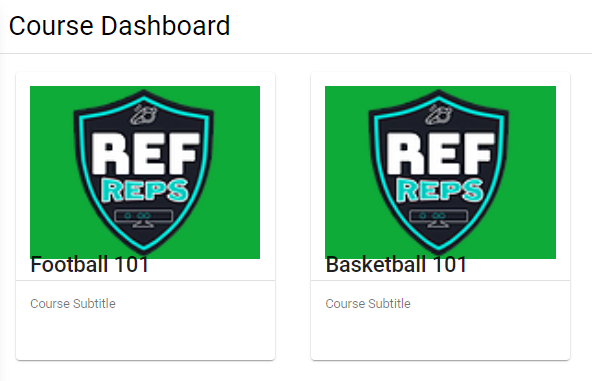 Course Dashboard
REF
REPS
REF
REPS
Football 101
Basketball 101
Course Subtitle
Course Subtitle